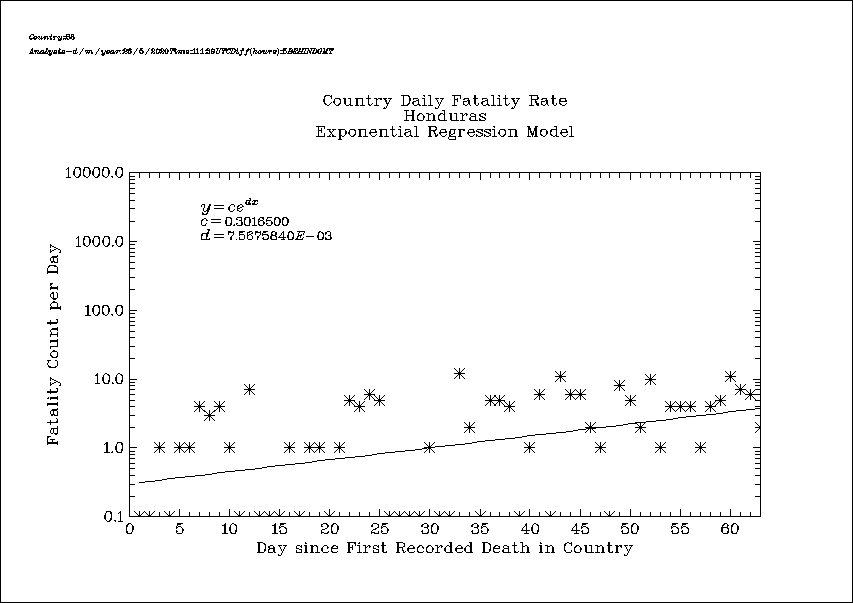 Country:58
Analysis-d/m/year:26/5/2020Time:11:29UTCDiff(hours):5BEHINDGMT
Country Daily Fatality Rate
Honduras
Exponential Regression Model
10000.0
y=ce^dx
c=0.3016500
d=7.5675840E-03
1000.0
100.0
10.0
1.0
0.1
Fatality Count per Day
0 5 10 15 20 25 30 35 40 45 50 55 60
Day since First Recorded Death in Country